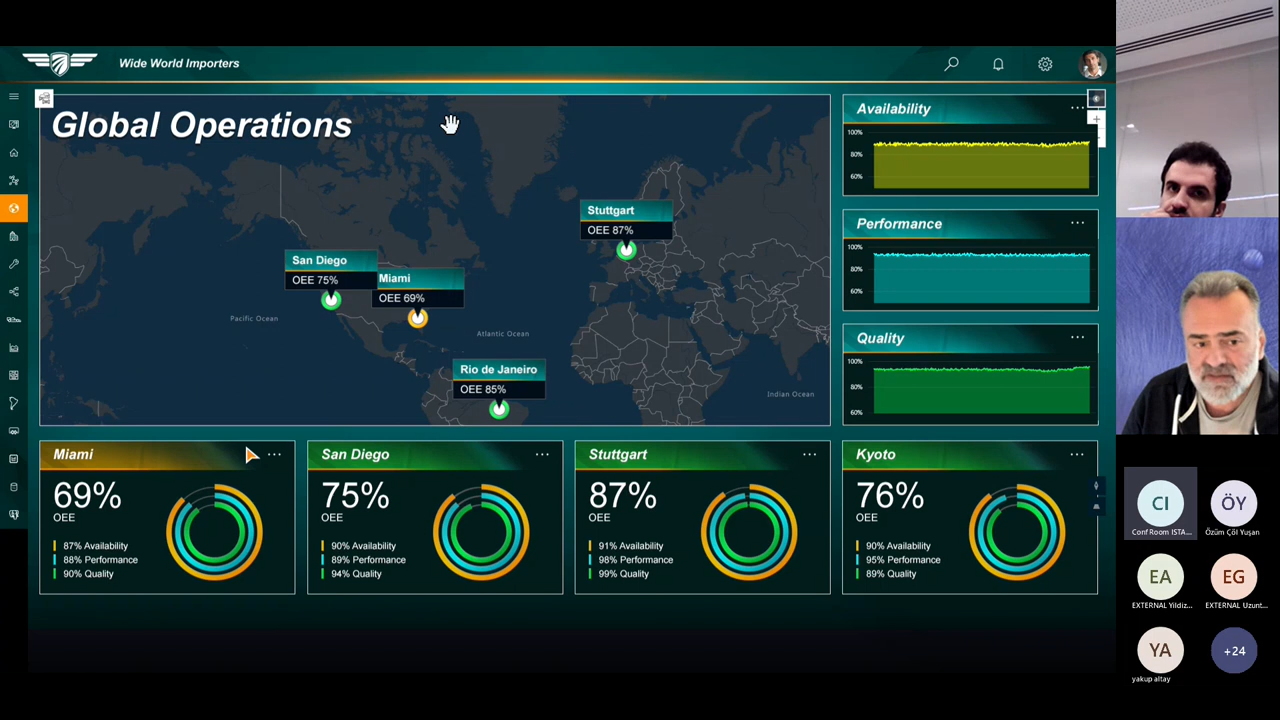 Wide World Importers
Global Operations
Stuttgart
OEE 87%
San Diego
OEE 75%
Miami
OEE 69%
Pacific Ocean
Atlantic Ocean
Rio de Janeiro
OEE 85%
Indian Ocean
Availability
100%
80%
60%
Performance
100%
80%
60%
Quality
100%
80%
60%
Miami
69%
OEE
87% Availability
88% Performance
90% Quality
San Diego
75%
OEE
90% Availability
89% Performance
94% Quality
Stuttgart
87%
OEE
91% Availability
98% Performance
99% Quality
Kyoto
76%
OEE
90% Availability
95% Performance
89% Quality
CI
Conf Room ISTA...
ÖY
Özüm Çöl Yuşan
EA
EXTERNAL Yildiz...
EG
EXTERNAL Uzunt...
YA
yakup altay
+24